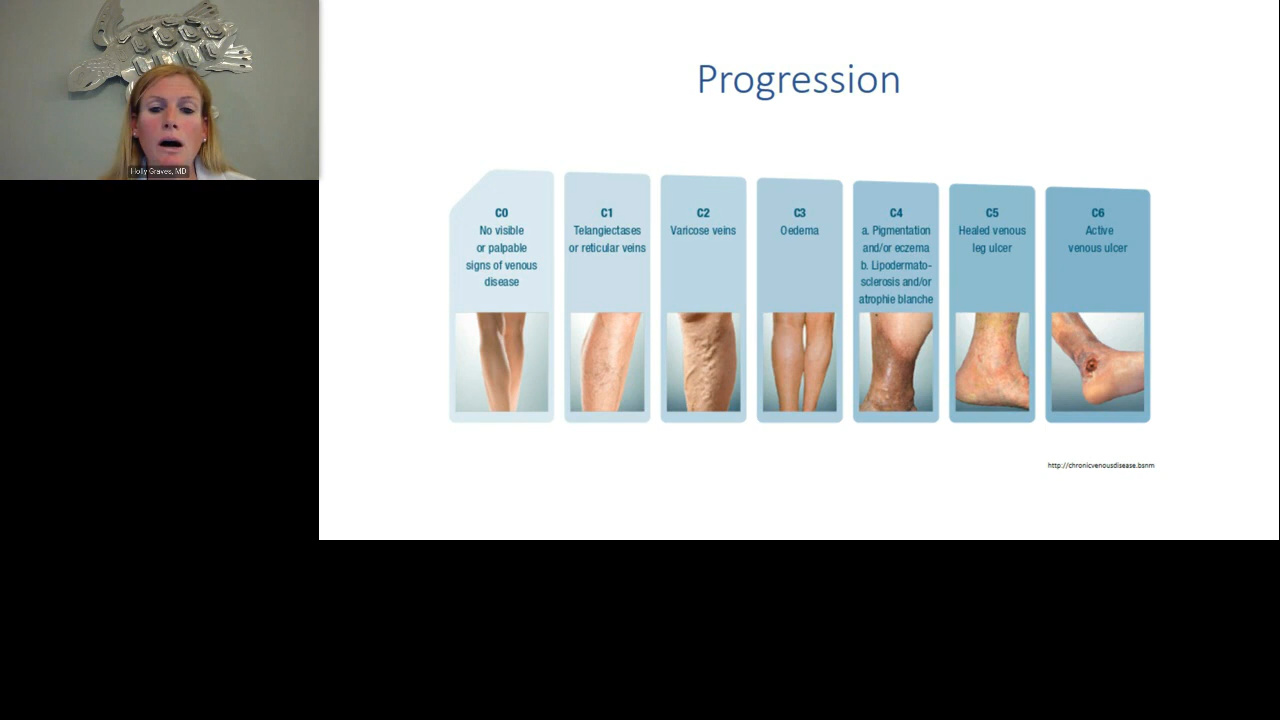 Holly Graves, MD
Progression
C0
No visible
or palpable
signs of venous
disease
C1
Telangiectases
or reticular veins
C2
Varicose veins
C3
Oedema
C4
a. Pigmentation
and/or eczema
b. Lipodermato-
sclerosis and/or
atrophie blanche
C5
Healed venous
leg ulcer
C6
Active
venous ulcer
http://chronicvenousdisease.bsnm